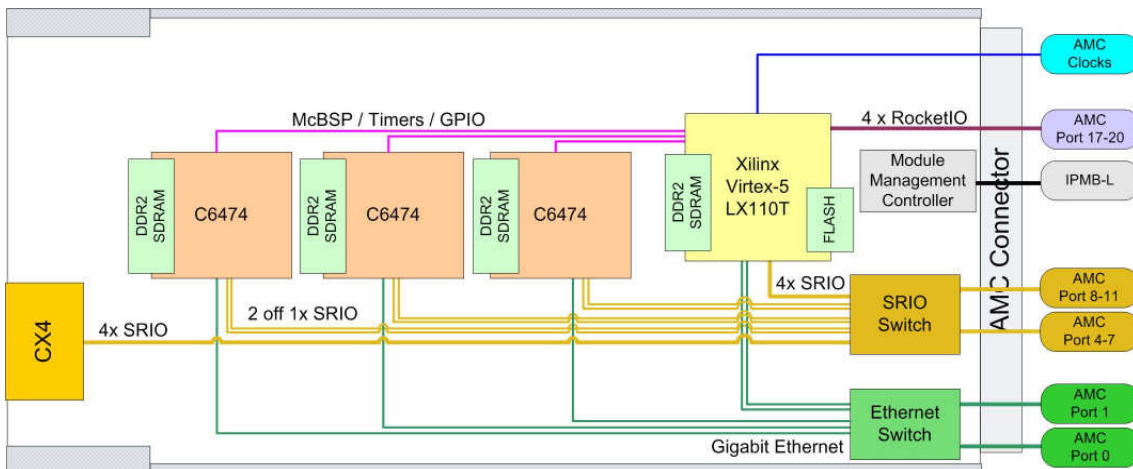 AMC
Clocks
McBSP / Timers / GPIO
4 x RocketIO
AMC
Port 17-20
Xilinx
Virtex-5
LX110T
Module
Management
Controller
IPMB-L
DDR2
SDRAM
C6474
DDR2
SDRAM
C6474
DDR2
SDRAM
C6474
DDR2
SDRAM
FLASH
AMC Connector
4x SRIO
AMC
Port 8-11
SRIO
Switch
2 off 1x SRIO
4x SRIO
AMC
Port 4-7
CX4
AMC
Port 1
Ethernet
Switch
Gigabit Ethernet
AMC
Port 0